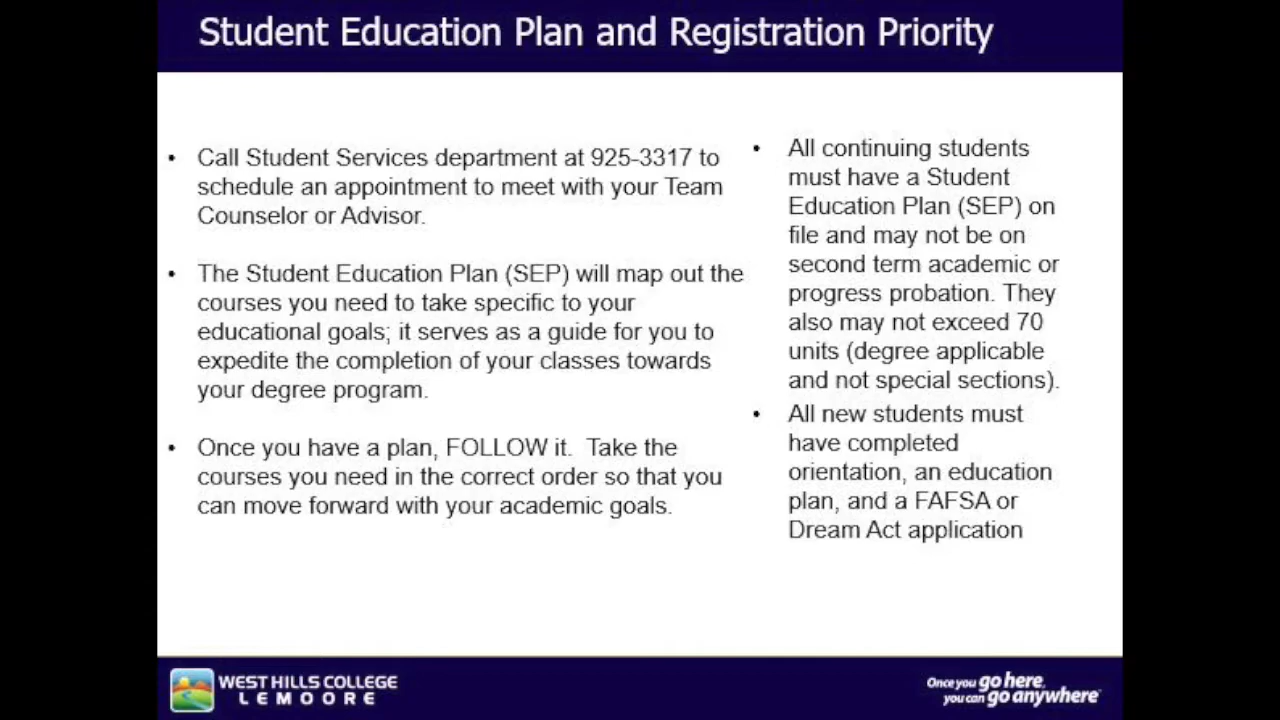 Student Education Plan and Registration Priority
• Call Student Services department at 925-3317 to
schedule an appointment to meet with your Team
Counselor or Advisor.
• The Student Education Plan (SEP) will map out the
courses you need to take specific to your
educational goals; it serves as a guide for you to
expedite the completion of your classes towards
your degree program.
• Once you have a plan, FOLLOW it.  Take the
courses you need in the correct order so that you
can move forward with your academic goals.
• All continuing students
must have a Student
Education Plan (SEP) on
file and may not be on
second term academic or
progress probation. They
also may not exceed 70
units (degree applicable
and not special sections).
• All new students must
have completed
orientation, an education
plan, and a FAFSA or
Dream Act application
WEST HILLS COLLEGE
LEMOORE
Once you go here,
you can go anywhere